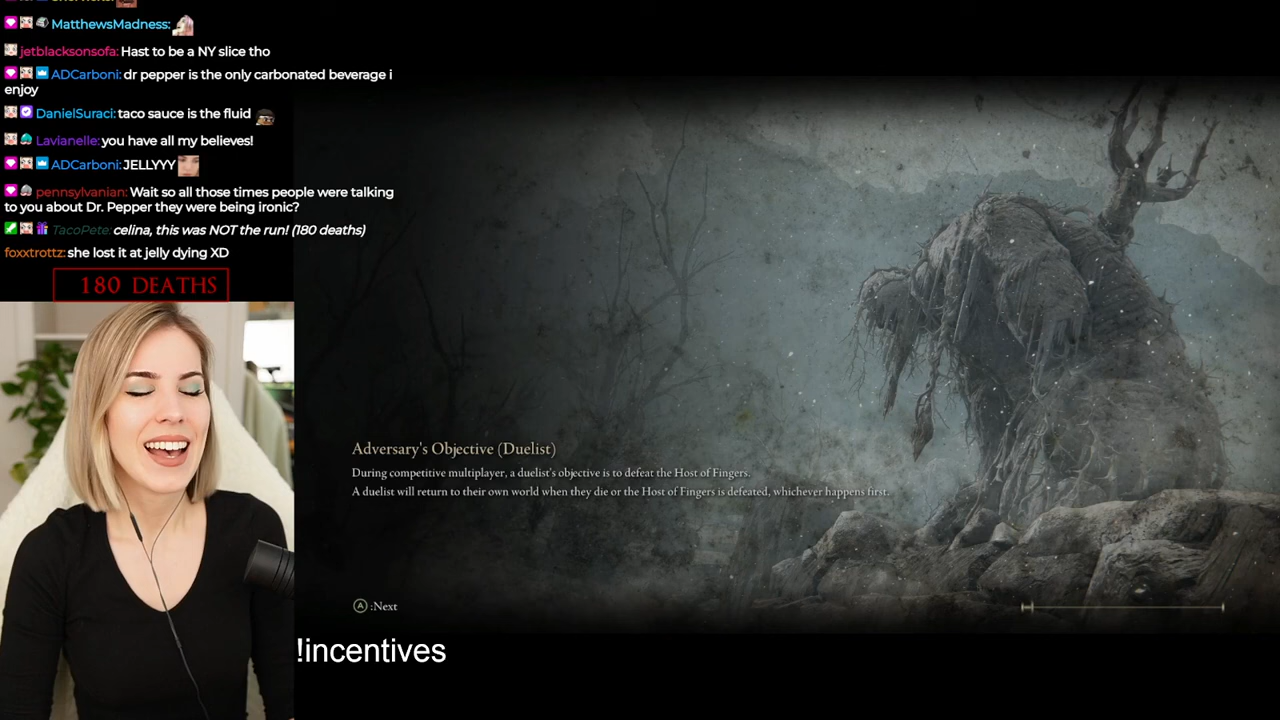 MatthewsMadness:
jetblacksonsofa: Hast to be a NY slice tho
ADCarboni: dr pepper is the only carbonated beverage i
enjoy
DanielSuraci: taco sauce is the fluid
Lavianelle: you have all my believes!
ADCarboni: JELLYYY
pennsylvanian: Wait so all those times people were talking
to you about Dr. Pepper they were being ironic?
TacoPete: celina, this was NOT the run! (180 deaths)
foxxtrottz: she lost it at jelly dying XD
180 DEATHS
Adversary's Objective (Duelist)
During competitive multiplayer, a duelist's objective is to defeat the Host of Fingers.
A duelist will return to their own world when they die or the Host of Fingers is defeated, whichever happens first.
A :Next
!incentives